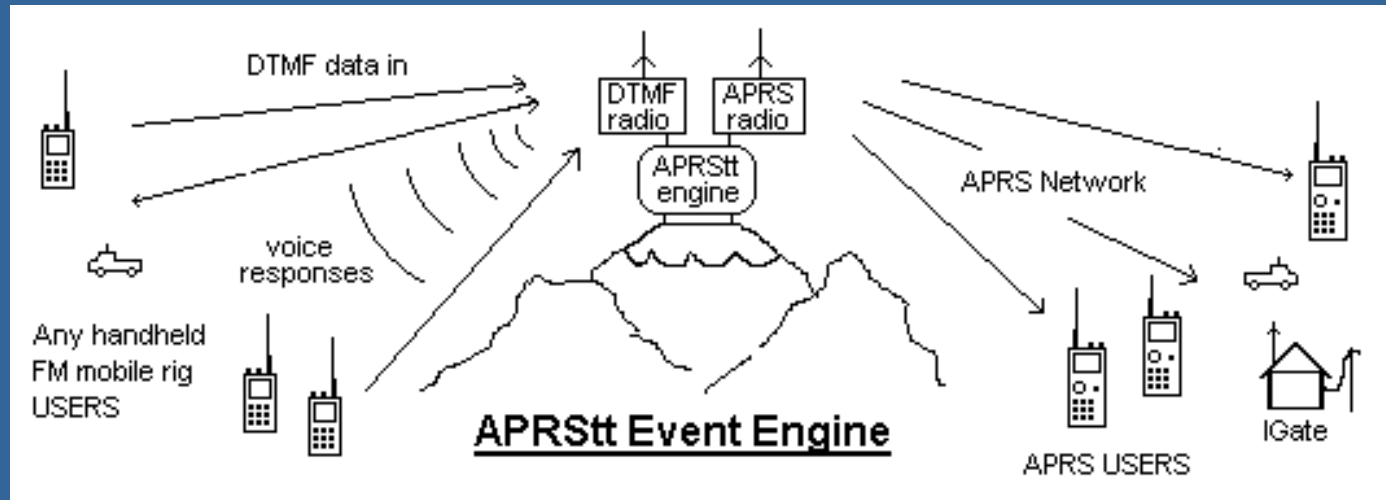 DTMF data in
DTMF
radio
APRS
radio
APRStt
engine
APRS Network
voice
responses
Any handheld
FM mobile rig
USERS
APRStt Event Engine
IGate
APRS USERS